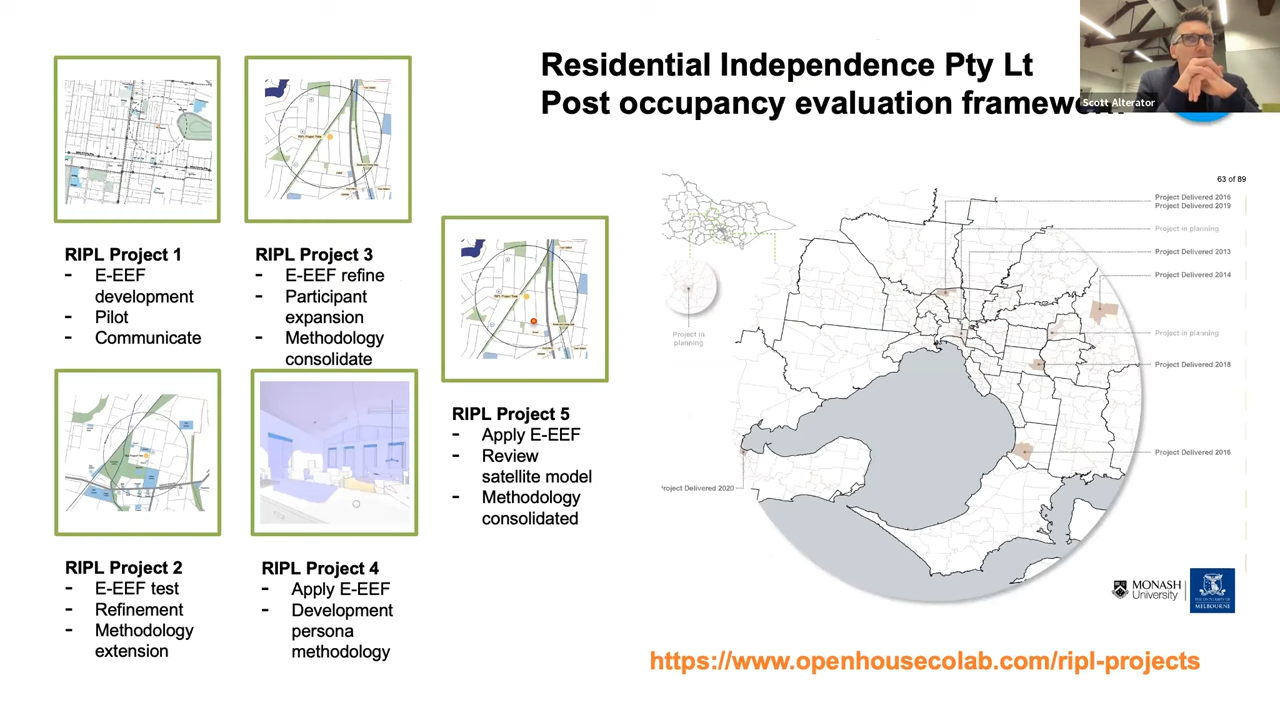 Residential Independence Pty Lt
Post occupancy evaluation
Scott Alterator
63 of 89
RIPL Project 1
- E-EEF
development
- Pilot
- Communicate
RIPL Project 3
- E-EEF refine
- Participant
expansion
- Methodology
consolidate
RIPL Project 5
- Apply E-EEF
- Review
satellite model
- Methodology
consolidated
RIPL Project 2
- E-EEF test
- Refinement
- Methodology
extension
RIPL Project 4
- Apply E-EEF
- Development
persona
methodology
Project Delivered 2016
Project Delivered 2019
Project in planning
Project Delivered 2013
Project Delivered 2014
Project in
planning
Project in planning
Project Delivered 2018
Project Delivered 2016
Project Delivered 2020
MONASH
University
THE UNIVERSITY OF
MELBOURNE
https://www.openhousecolab.com/ripl-projects